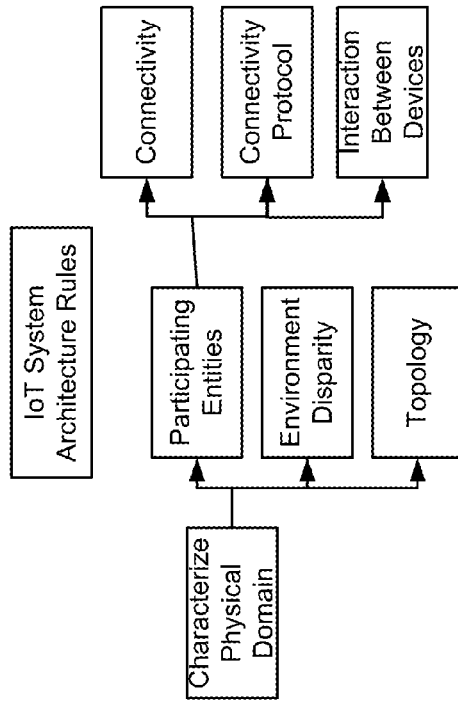 IoT System
Architecture Rules
Characterize
Physical
Domain
Participating
Entities
Environment
Disparity
Topology
Connectivity
Connectivity
Protocol
Interaction
Between
Devices